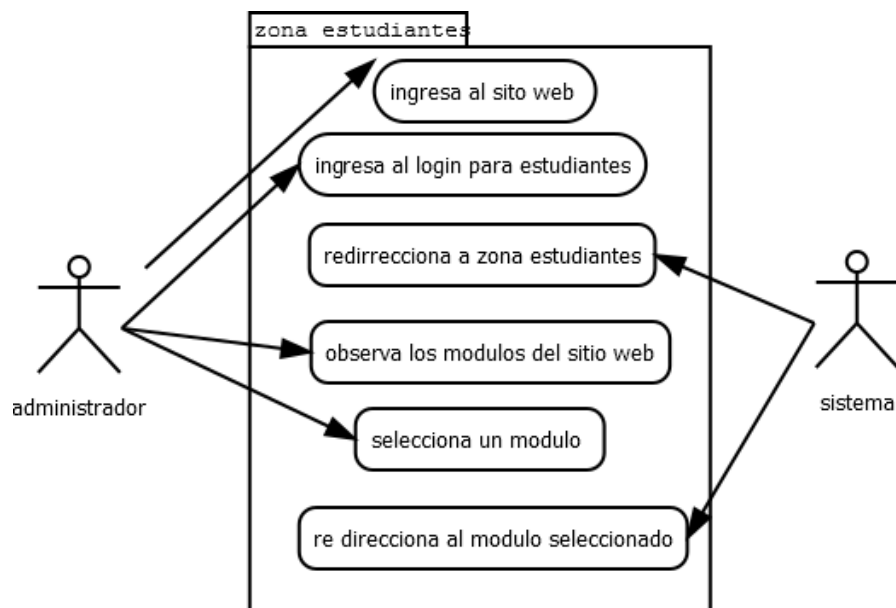 zona estudiantes
ingresa al sito web
ingresa al login para estudiantes
redirrecciona a zona estudiantes
observa los modulos del sitio web
administrador
sistema
selecciona un modulo
re direcciona al modulo seleccionado